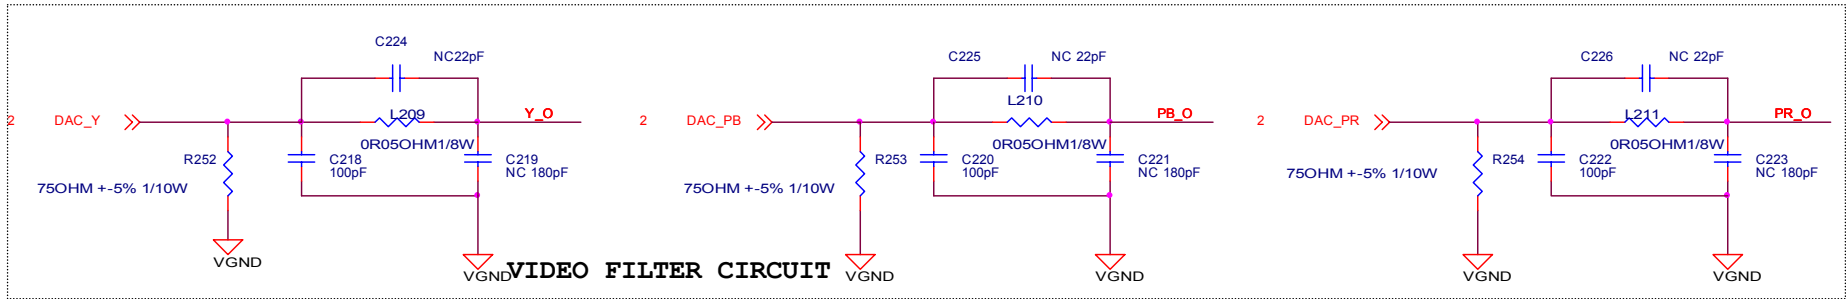 C224
NC22pF
2 DAC_Y
L209
Y_O
0R05OHM1/8W
R252
C218
100pF
C219
NC 180pF
75OHM +-5% 1/10W
VGND
VGND
C225
NC 22pF
2 DAC_PB
L210
PB_O
0R05OHM1/8W
R253
C220
100pF
C221
NC 180pF
75OHM +-5% 1/10W
VGND
VGND
C226
NC 22pF
2 DAC_PR
L211
PR_O
0R05OHM1/8W
R254
C222
100pF
C223
NC 180pF
75OHM +-5% 1/10W
VGND
VGND
VIDEO FILTER CIRCUIT